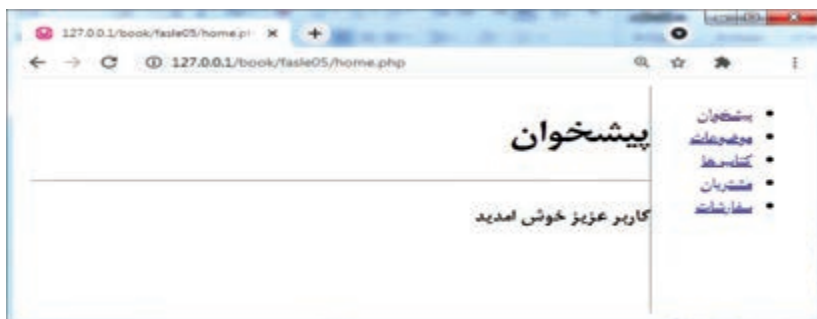 127.0.0.1/book/fasle05/home.p
127.0.0.1/book/fasle05/home.php
پیشخوان
موضوعات
کتاب ها
مشتریان
سفارشات
پیشخوان
کاربر عزیز خوش امدید